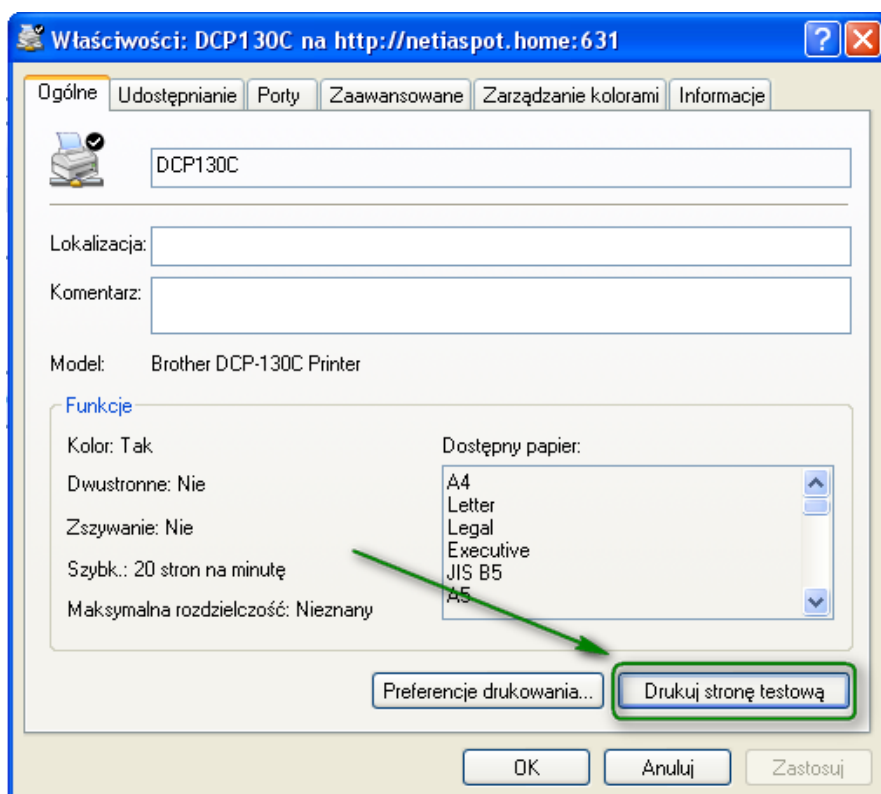 Właściwości: DCP130C na http://netiaspot.home:631
Ogólne Udostępnianie Porty Zaawansowane Zarządzanie kolorami Informacje
DCP130C
Lokalizacja:
Komentarz:
Model: Brother DCP-130C Printer
Funkcje
Kolor: Tak
Dostępny papier:
Dwustronne: Nie
Zszywanie: Nie
Szybk.: 20 stron na minutę
Maksymalna rozdzielczość: Nieznany
A4
Letter
Legal
Executive
JIS B5
A5
Preferencje drukowania... Drukuj stronę testową
OK Anuluj Zastosuj